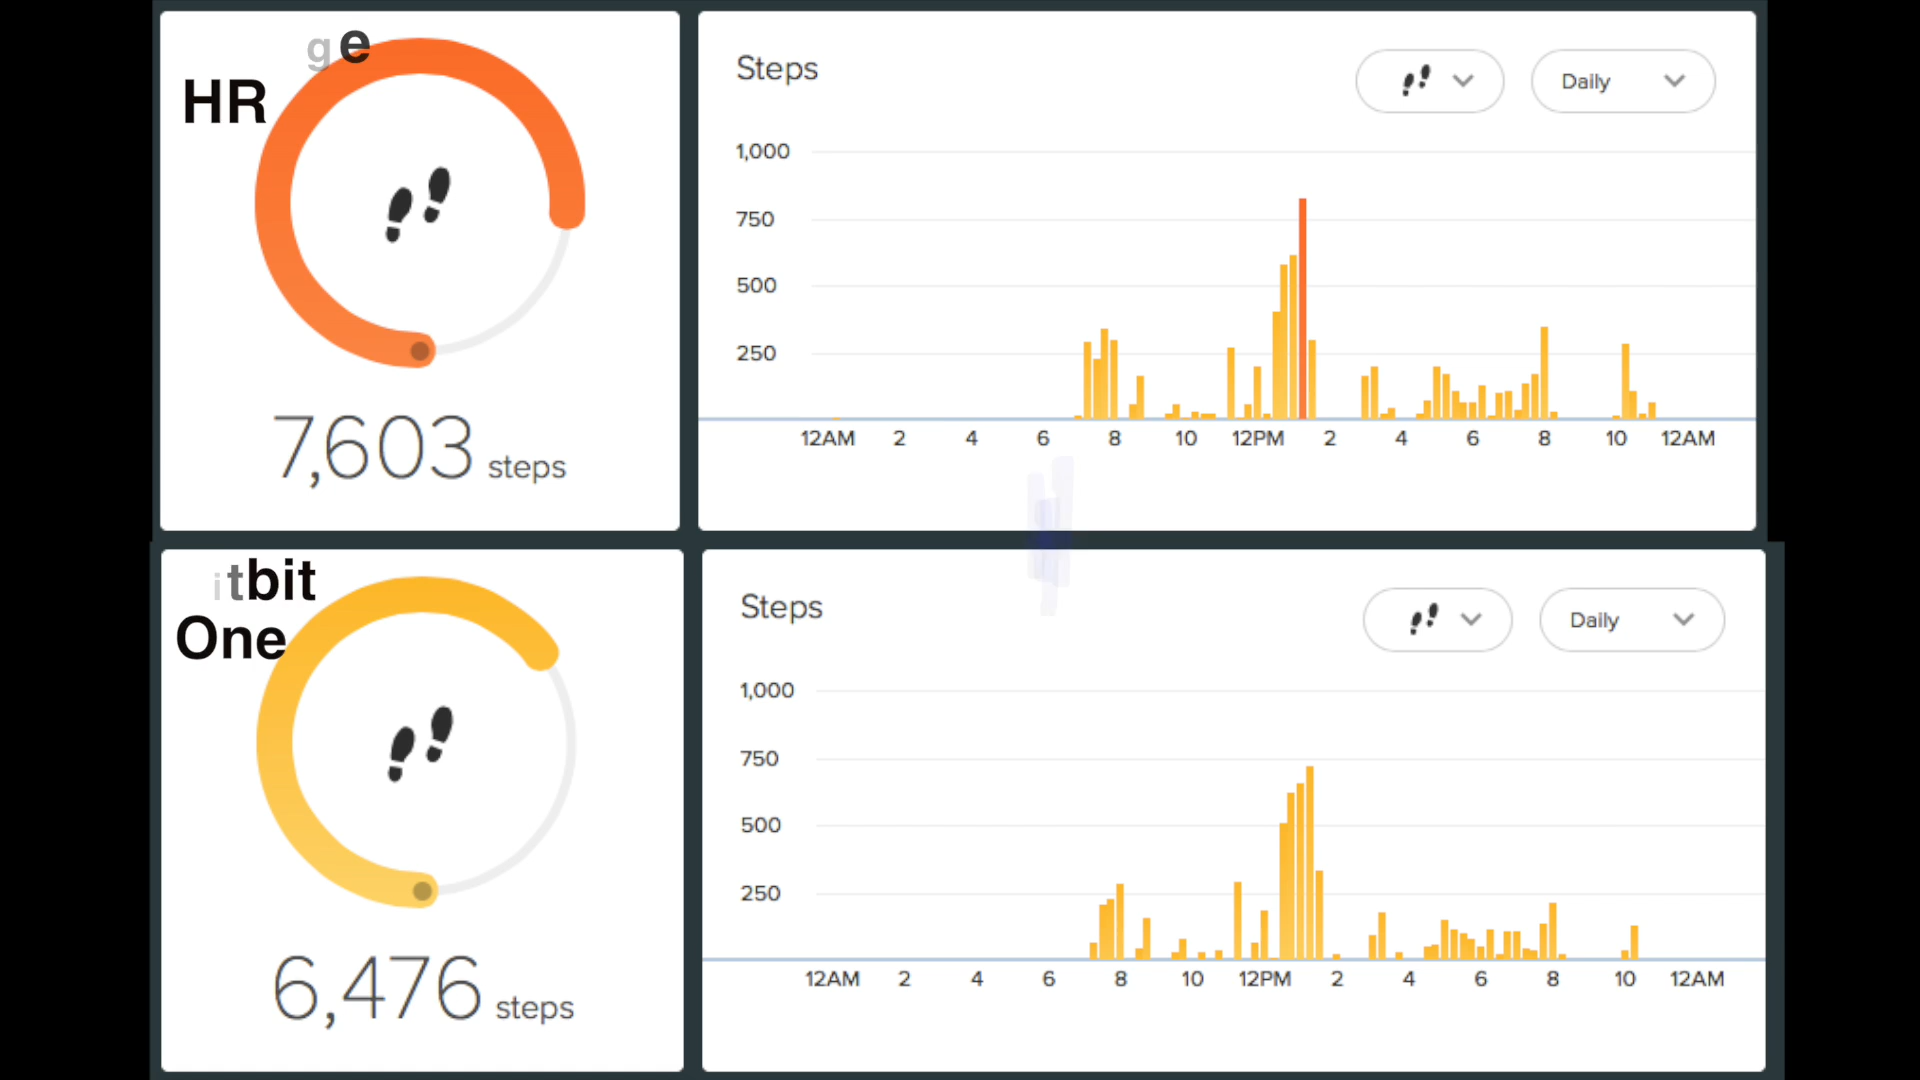 ge
HR
7,603 steps
Steps
Daily
1,000
750
500
250
12AM 2 4 6 8 10 12PM 2 4 6 8 10 12AM
itbit
One
6,476 steps
Steps
Daily
1,000
750
500
250
12AM 2 4 6 8 10 12PM 2 4 6 8 10 12AM